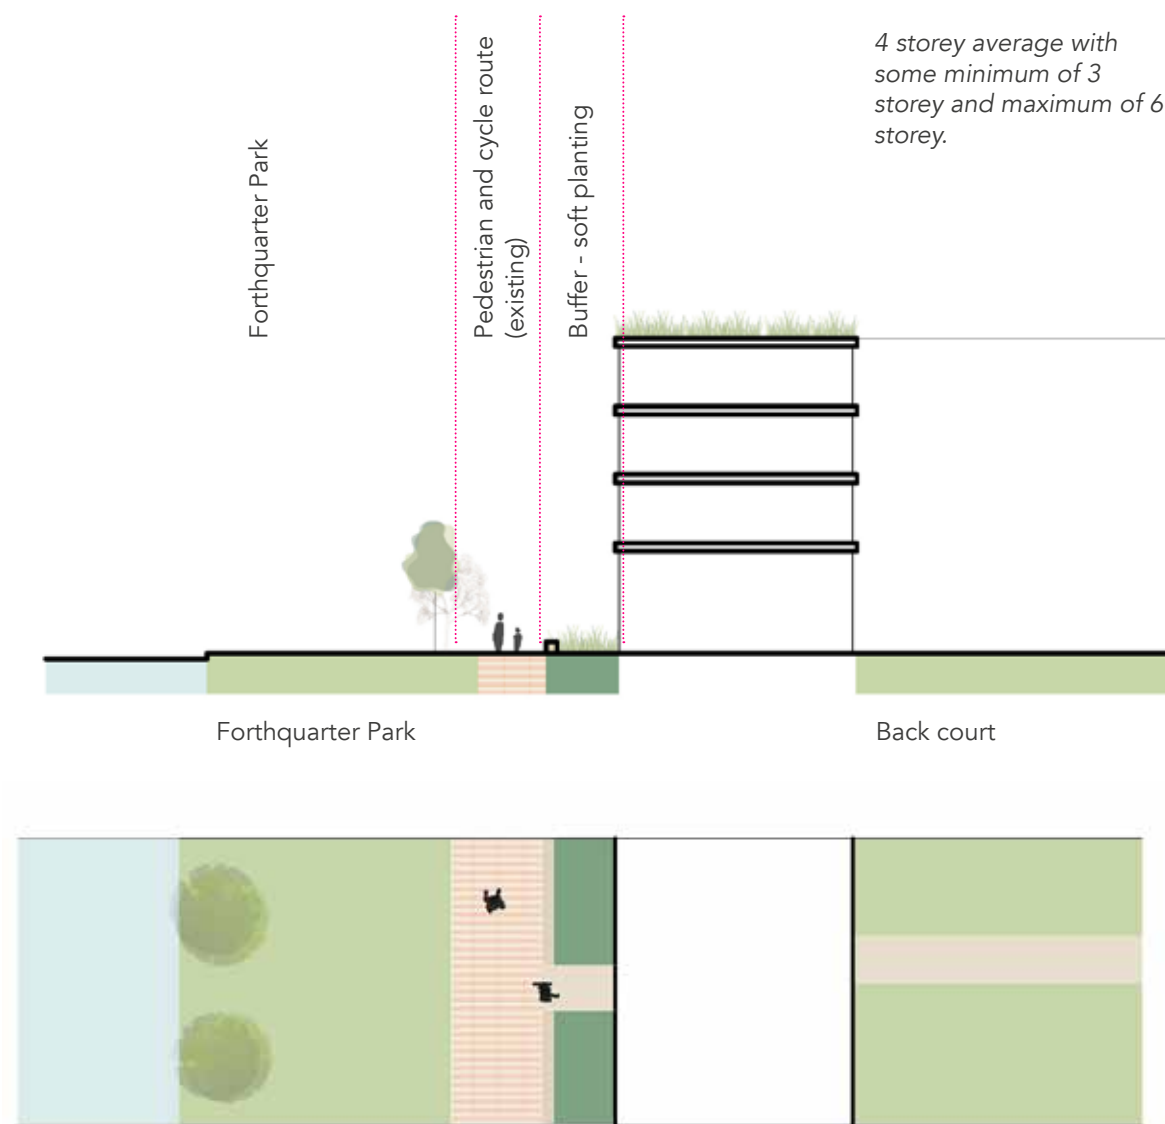 4 storey average with
some minimum of 3
storey and maximum of 6
storey.
Forthquarter Park
Pedestrian and cycle route
(existing)
Buffer - soft planting
Forthquarter Park
Back court